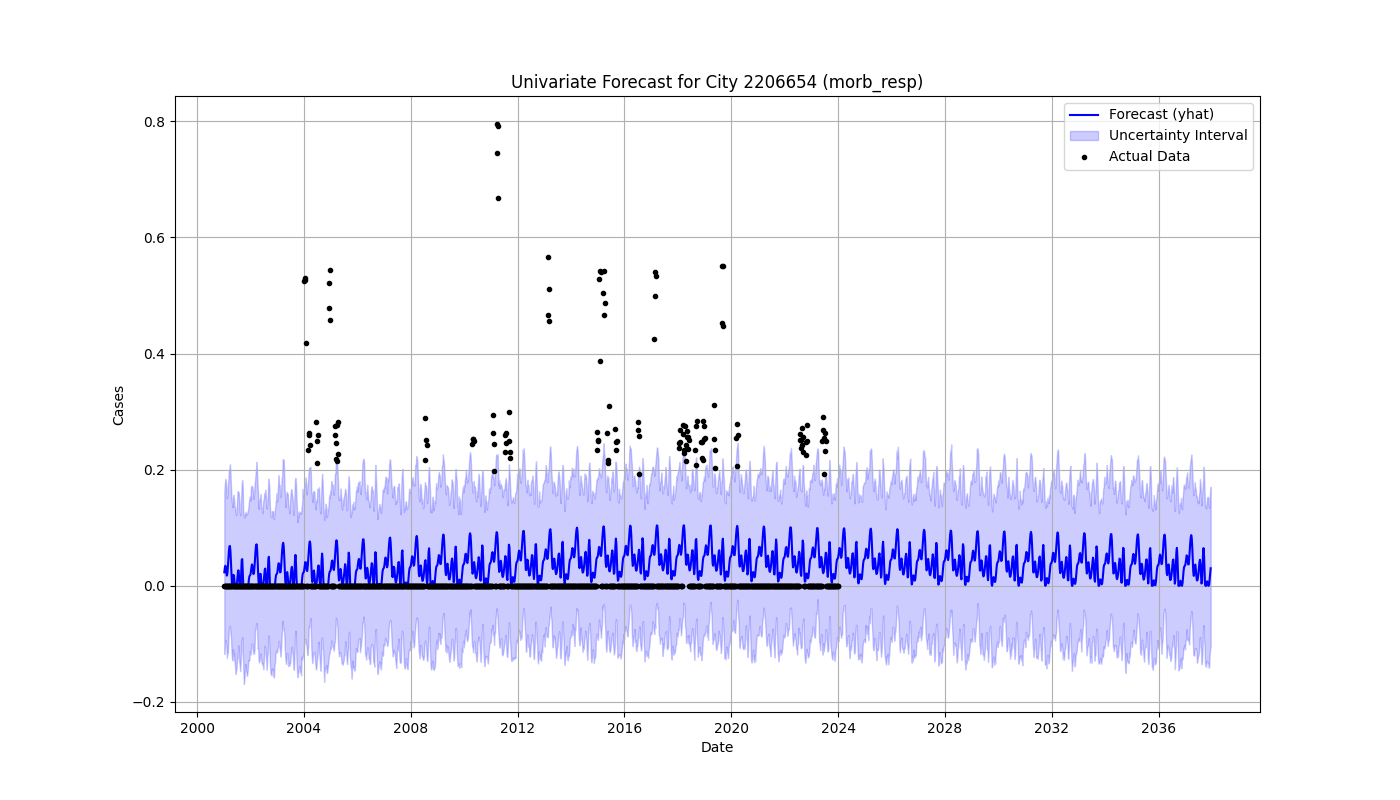 Univariate Forecast for City 2206654 (morb_resp)
Forecast (yhat)
Uncertainty Interval
Actual Data
Cases
0.8
0.6
0.4
0.2
0.0
−0.2
2000 2004 2008 2012 2016 2020 2024 2028 2032 2036
Date